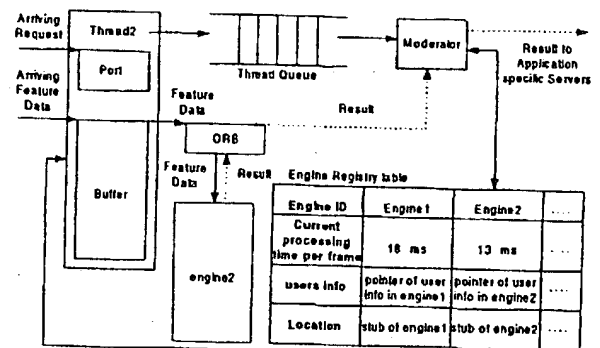 Arriving
Request
Thread2
Port
Arriving
Feature
Data
Buffer
Thread Queue
Moderator
Result to
Application
specific Servers
Feature
Data
ORB
Result
Feature
Data
Result
engine2
Engine Registry table
Engine ID Engine1 Engine2 ....
Current
processing
time per frame
18 ms 13 ms ....
users info
pointer of user
info in engine1
pointer of user
info in engine2
....
Location stub of engine1 stub of engine2 ....